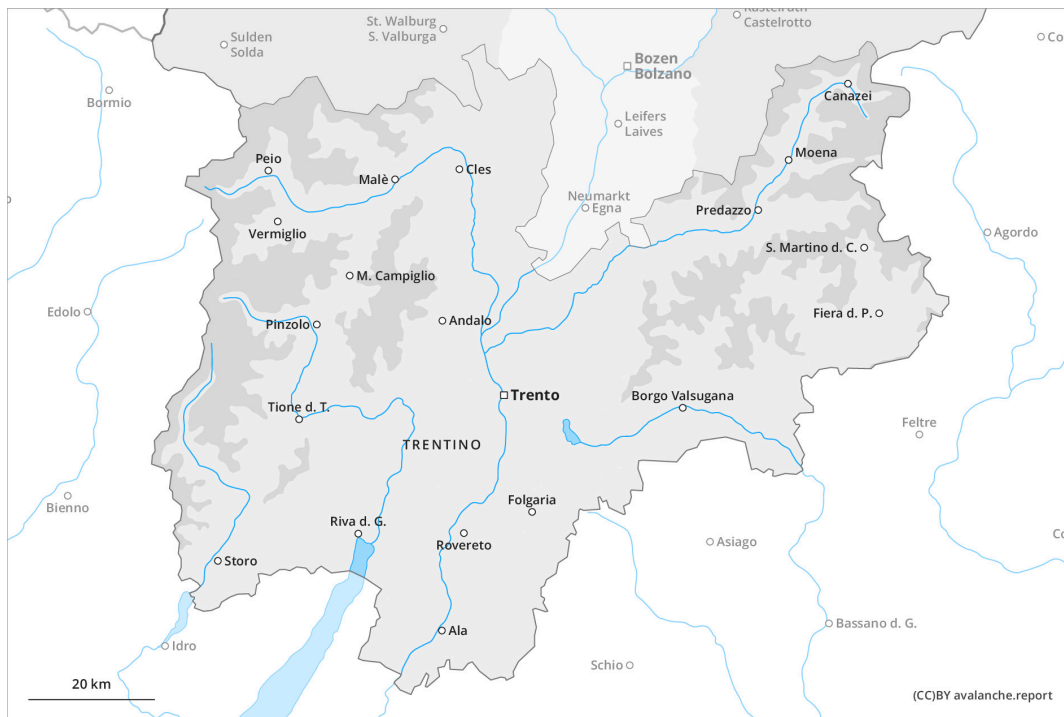 Kastelruth
Castelrotto
St. Walburg
S. Valburga
Sulden
Solda
Co
Bozen
Bolzano
Canazei
Bormio
Leifers
Laives
Moena
Peio
Malè
Cles
Neumarkt
Egna
Predazzo
Vermiglio
Agordo
S. Martino d. C.
M. Campiglio
Edolo
Pinzolo
Andalo
Fiera d. P.
Trento
Borgo Valsugana
Tione d. T.
Feltre
TRENTINO
Bienno
Folgaria
Riva d. G.
Rovereto
Asiago
Co
Storo
Ala
Bassano d. G.
Idro
Schio
20 km
(CC)BY avalanche.report